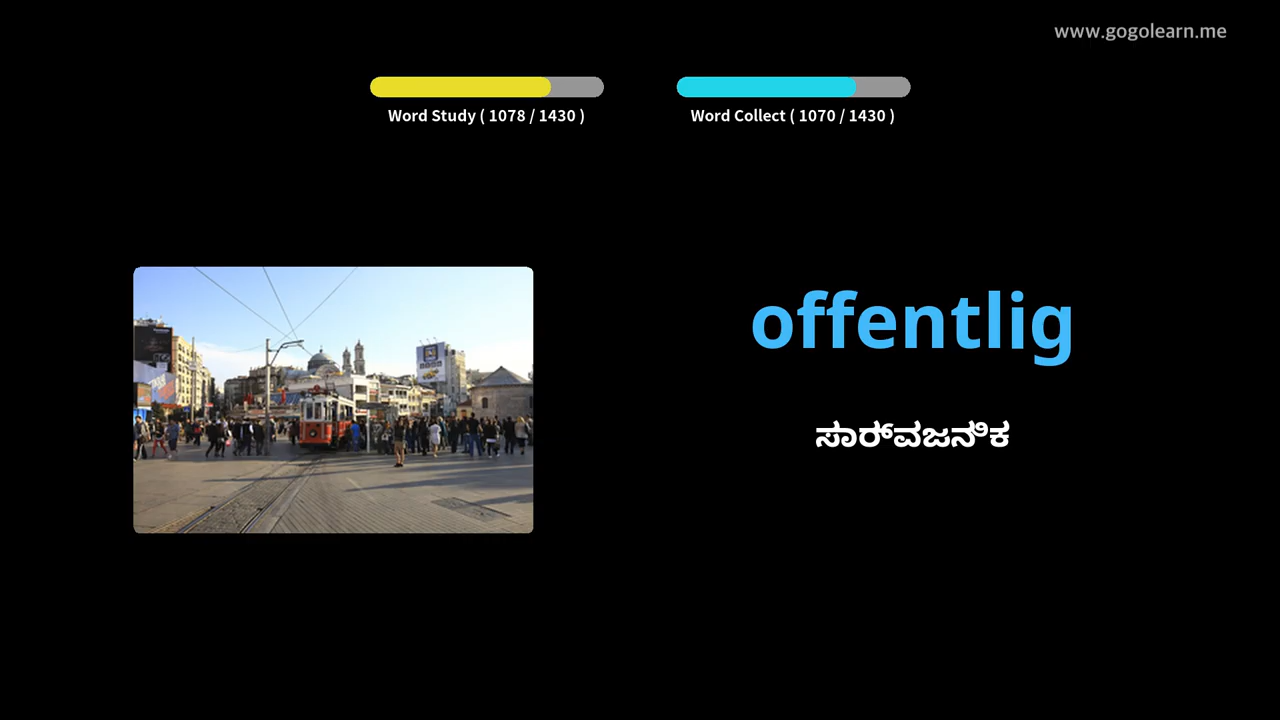 www.gogolearn.me
Word Study ( 1078 / 1430 )
Word Collect ( 1070 / 1430 )
offentlig
ಸಾರ್ವಜನಿಕ